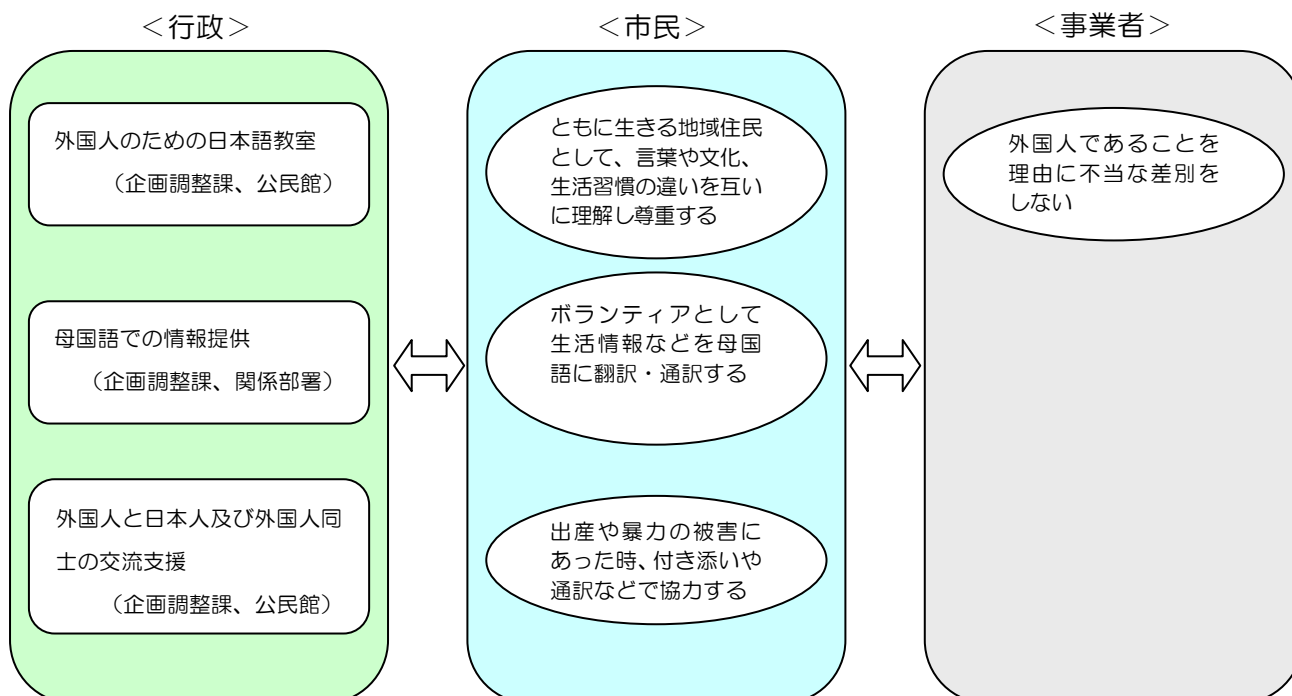 ＜行政＞
外国人のための日本語教室
（企画調整課、公民館）
母国語での情報提供
（企画調整課、関係部署）
外国人と日本人及び外国人同
士の交流支援
（企画調整課、公民館）
＜市民＞
ともに生きる地域住民
として、言葉や文化、
生活習慣の違いを互い
に理解し尊重する
ボランティアとして
生活情報などを母国
語に翻訳・通訳する
出産や暴力の被害に
あった時、付き添いや
通訳などで協力する
＜事業者＞
外国人であることを
理由に不当な差別を
しない